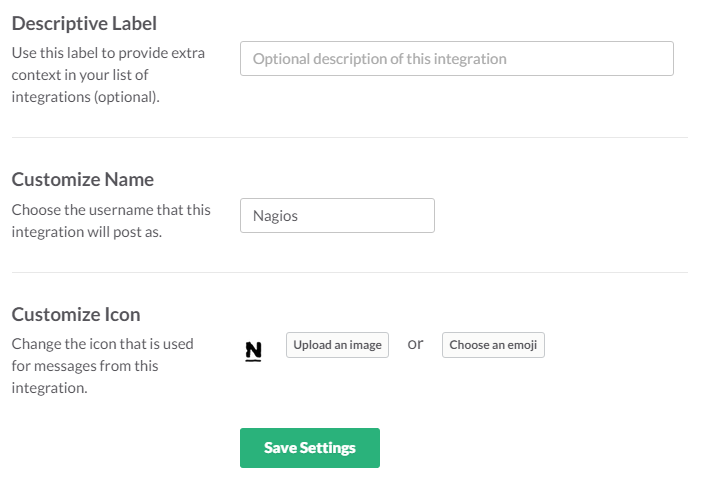 Descriptive Label
Use this label to provide extra
context in your list of
integrations (optional).
Optional description of this integration
Customize Name
Choose the username that this
integration will post as.
Nagios
Customize Icon
Change the icon that is used
for messages from this
integration.
N
Upload an image or Choose an emoji
Save Settings